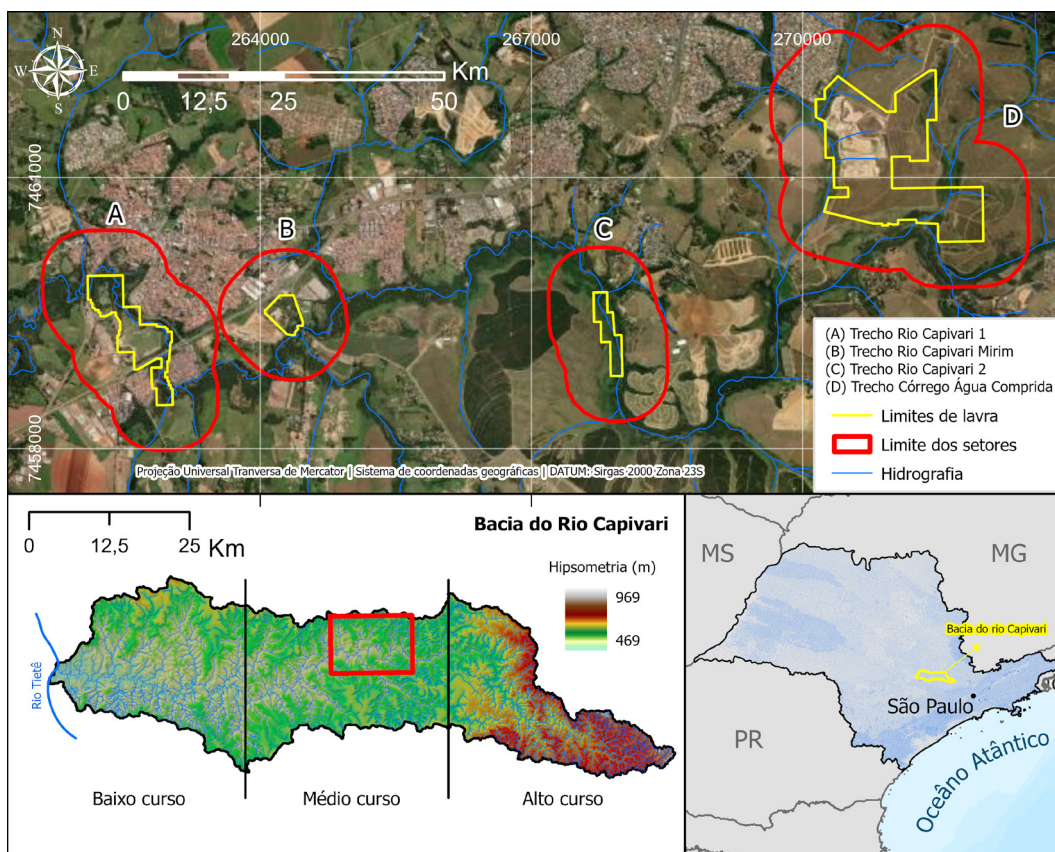 264000
267000
270000
N
W
E
S
Km
0
12,5
25
50
7461000
7458000
A
B
C
D
(A) Trecho Rio Capivari 1
(B) Trecho Rio Capivari Mirim
(C) Trecho Rio Capivari 2
(D) Trecho Córrego Água Comprida
Limites de lavra
Limite dos setores
Hidrografia
Projeção Universal Tranversa de Mercator | Sistema de coordenadas geográficas | DATUM: Sirgas 2000 Zona 23S
0
12,5
25
Km
Bacia do Rio Capivari
Hipsometria (m)
969
469
Rio Tietê
Baixo curso
Médio curso
Alto curso
MS
MG
Bacia do rio Capivari
São Paulo
PR
Oceâno Atântico